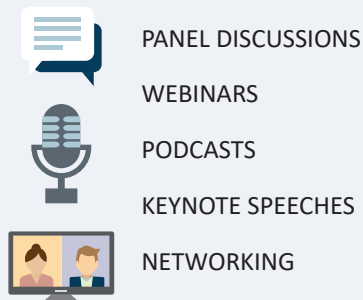 PANEL DISCUSSIONS
WEBINARS
PODCASTS
KEYNOTE SPEECHES
NETWORKING